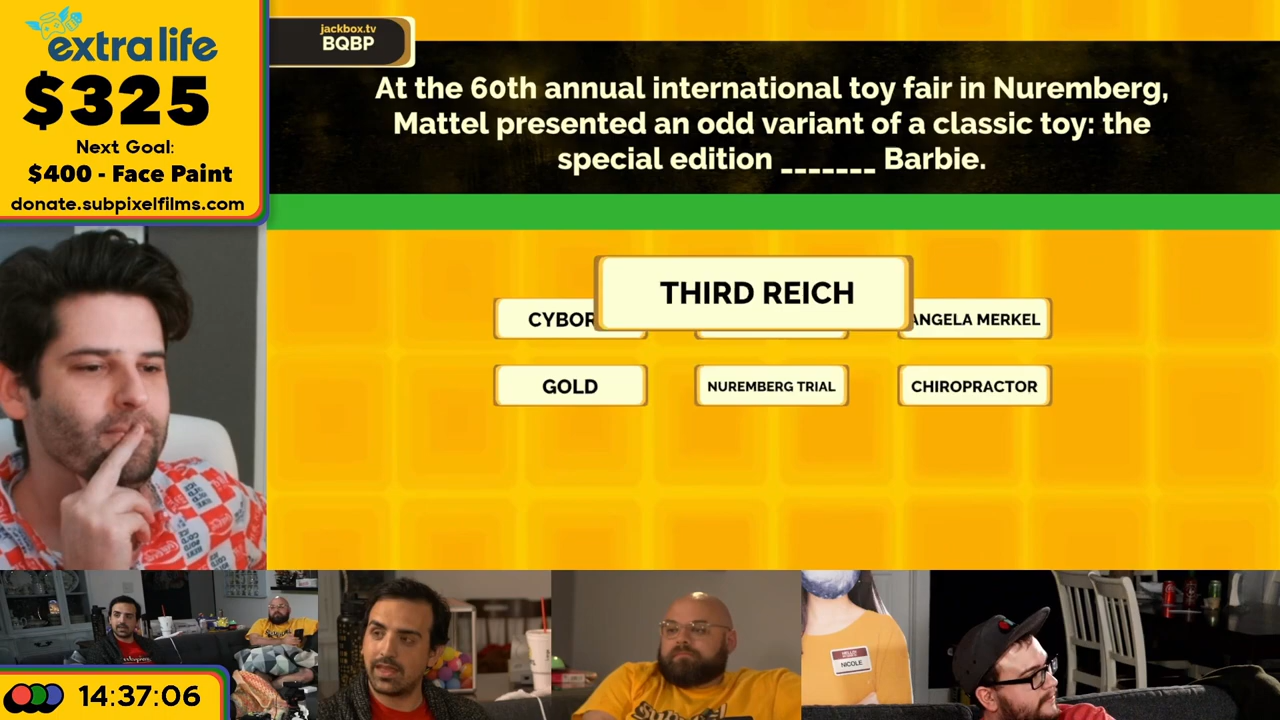 extra life
$325
Next Goal:
$400 - Face Paint
donate.subpixelfilms.com
jackbox.tv
BQBP
At the 60th annual international toy fair in Nuremberg,
Mattel presented an odd variant of a classic toy: the
special edition _______ Barbie.
THIRD REICH
CYBOR
ANGELA MERKEL
GOLD
NUREMBERG TRIAL
CHIROPRACTOR
HELLO
NICOLE
14:37:06